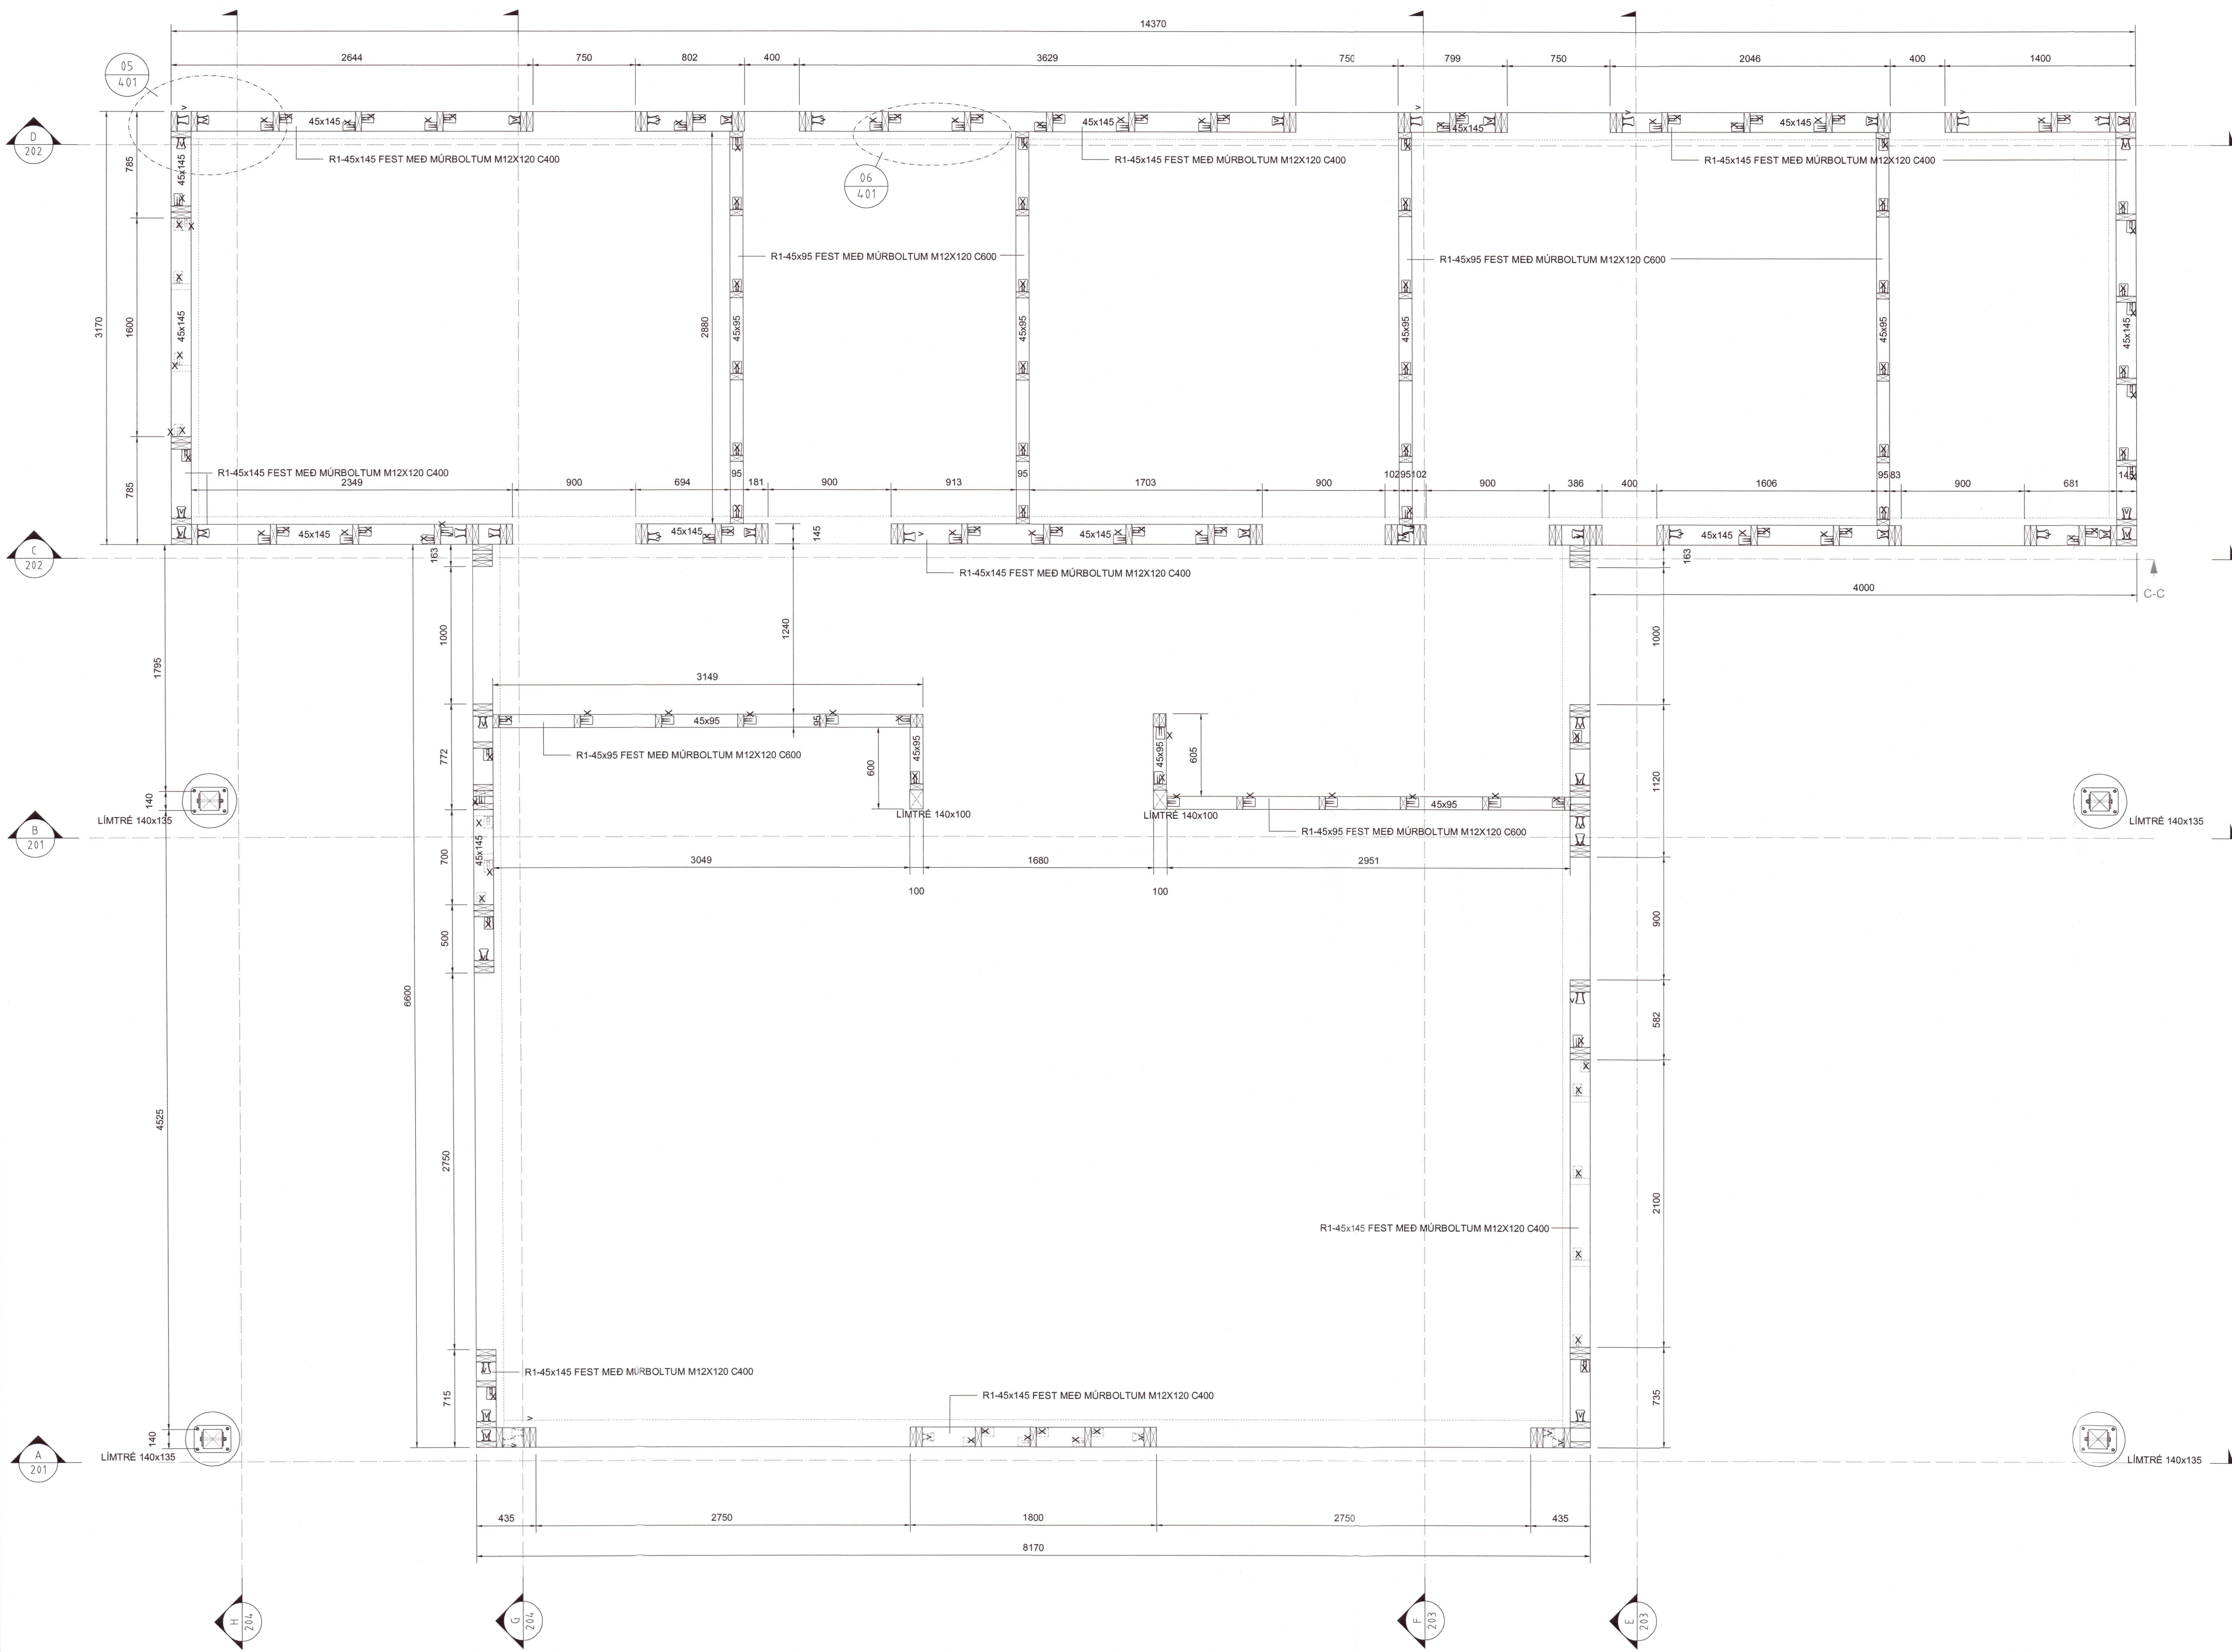 14370
2644 750 802 400 3629 750 799 750 2046 400 1400
05
401
D
202
45x145 45x145 45x145 45x145
R1-45x145 FEST MEÐ MÚRBOLTUM M12X120 C400
R1-45x145 FEST MEÐ MÚRBOLTUM M12X120 C400
R1-45x145 FEST MEÐ MÚRBOLTUM M12X120 C400
785
45x145
06
401
R1-45x95 FEST MEÐ MÚRBOLTUM M12X120 C600
R1-45x95 FEST MEÐ MÚRBOLTUM M12X120 C600
3170
1600
45x145
2880
45x95
45x95
45x95
45x95
45x145
785
R1-45x145 FEST MEÐ MÚRBOLTUM M12X120 C400
95 95 102 95 102 95 83 145
2349 900 694 181 900 913 1703 900 900 386 400 1606 900 681
45x145 45x145 45x145 45x145
145
C
202
163
163
R1-45x145 FEST MEÐ MÚRBOLTUM M12X120 C400
4000
C-C
1795
1000
1240
1000
3149
45x95
95
R1-45x95 FEST MEÐ MÚRBOLTUM M12X120 C600
772
600
45x95
45x95
605
1120
45x95
140
LÍMTRÉ 140x135
LÍMTRÉ 140x100
LÍMTRÉ 140x100
R1-45x95 FEST MEÐ MÚRBOLTUM M12X120 C600
LÍMTRÉ 140x135
B
201
700
45x145
3049 1680 2951
100 100
900
500
6600
582
4525
2750
2100
R1-45x145 FEST MEÐ MÚRBOLTUM M12X120 C400
R1-45x145 FEST MEÐ MÚRBOLTUM M12X120 C400
R1-45x145 FEST MEÐ MÚRBOLTUM M12X120 C400
715
735
140
LÍMTRÉ 140x135
LÍMTRÉ 140x135
A
201
435 2750 1800 2750 435
8170
H
204
G
204
F
203
E
203